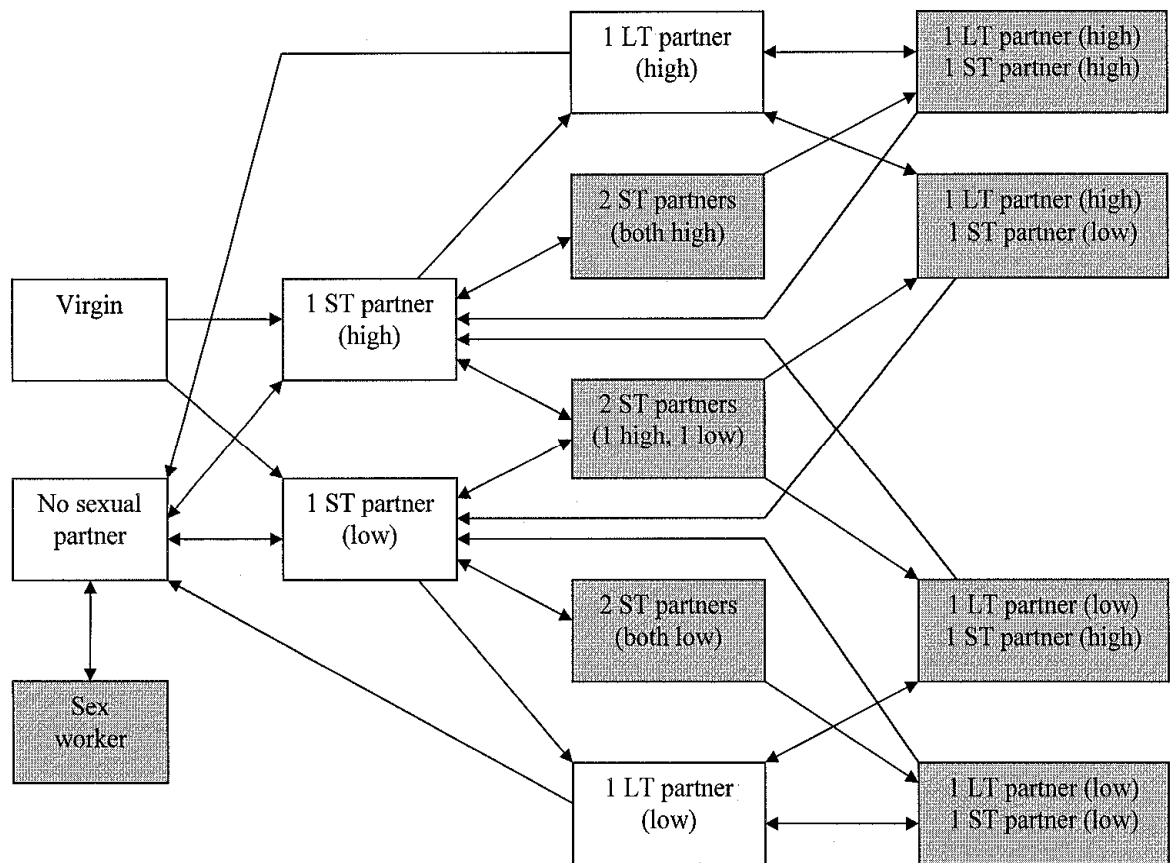 1 LT partner
(high)
1 LT partner (high)
1 ST partner (high)
2 ST partners
(both high)
1 LT partner (high)
1 ST partner (low)
Virgin
1 ST partner
(high)
2 ST partners
(1 high, 1 low)
No sexual
partner
1 ST partner
(low)
2 ST partners
(both low)
1 LT partner (low)
1 ST partner (high)
Sex
worker
1 LT partner
(low)
1 LT partner (low)
1 ST partner (low)